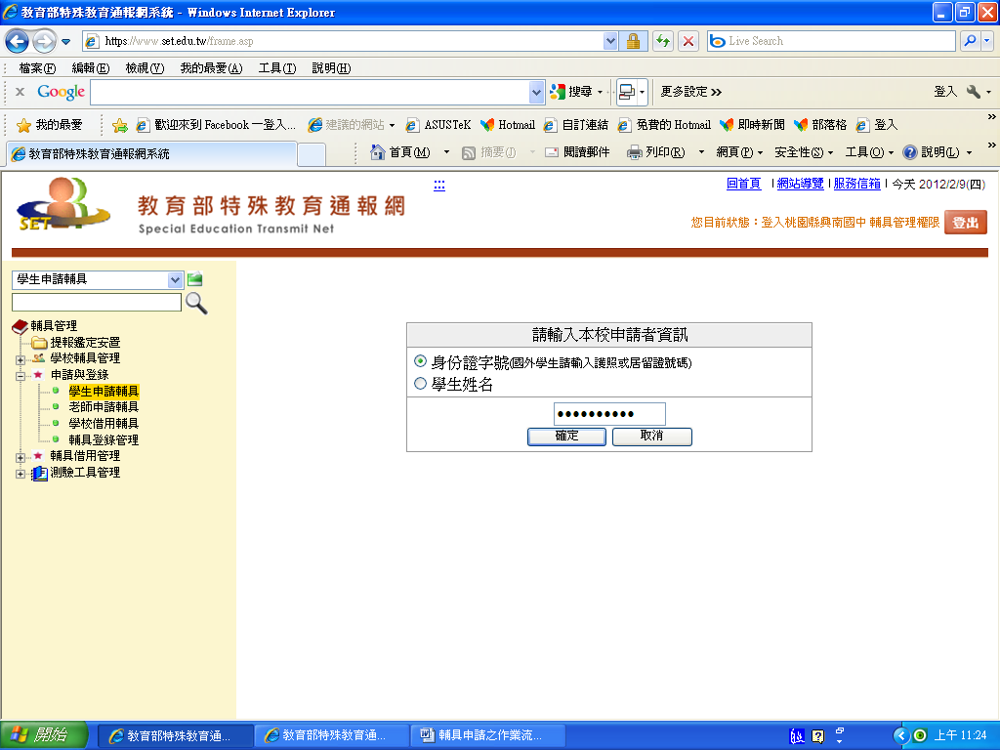 教育部特殊教育通報網系統 - Windows Internet Explorer
https://www.set.edu.tw/frame.asp
Live Search
檔案(F) 編輯(E) 檢視(V) 我的最愛(A) 工具(T) 說明(H)
x Google 搜尋 更多設定 >> 登入
我的最愛 歡迎來到 Facebook —登入... 建議的網站 ASUSTeK Hotmail 自訂連結 免費的 Hotmail 即時新聞 部落格 登入 >>
教育部特殊教育通報網系統 首頁(M) 摘要(J) 閱讀郵件 列印(R) 網頁(P) 安全性(S) 工具(O) 說明(L) >>
SET
教育部特殊教育通報網
Special Education Transmit Net
:::
回首頁 | 網站導覽 | 服務信箱 | 今天 2012/2/9(四)
您目前狀態：登入桃園縣興南國中 輔具管理權限 登出
學生申請輔具
輔具管理
提報鑑定安置
學校輔具管理
申請與登錄
學生申請輔具
老師申請輔具
學校借用輔具
輔具登錄管理
輔具借用管理
測驗工具管理
請輸入本校申請者資訊
身份證字號(國外學生請輸入護照或居留證號碼)
學生姓名
●●●●●●●●●●
確定 取消
開始 教育部特殊教育通... 教育部特殊教育通... 輔具申請之作業流... 上午 11:24